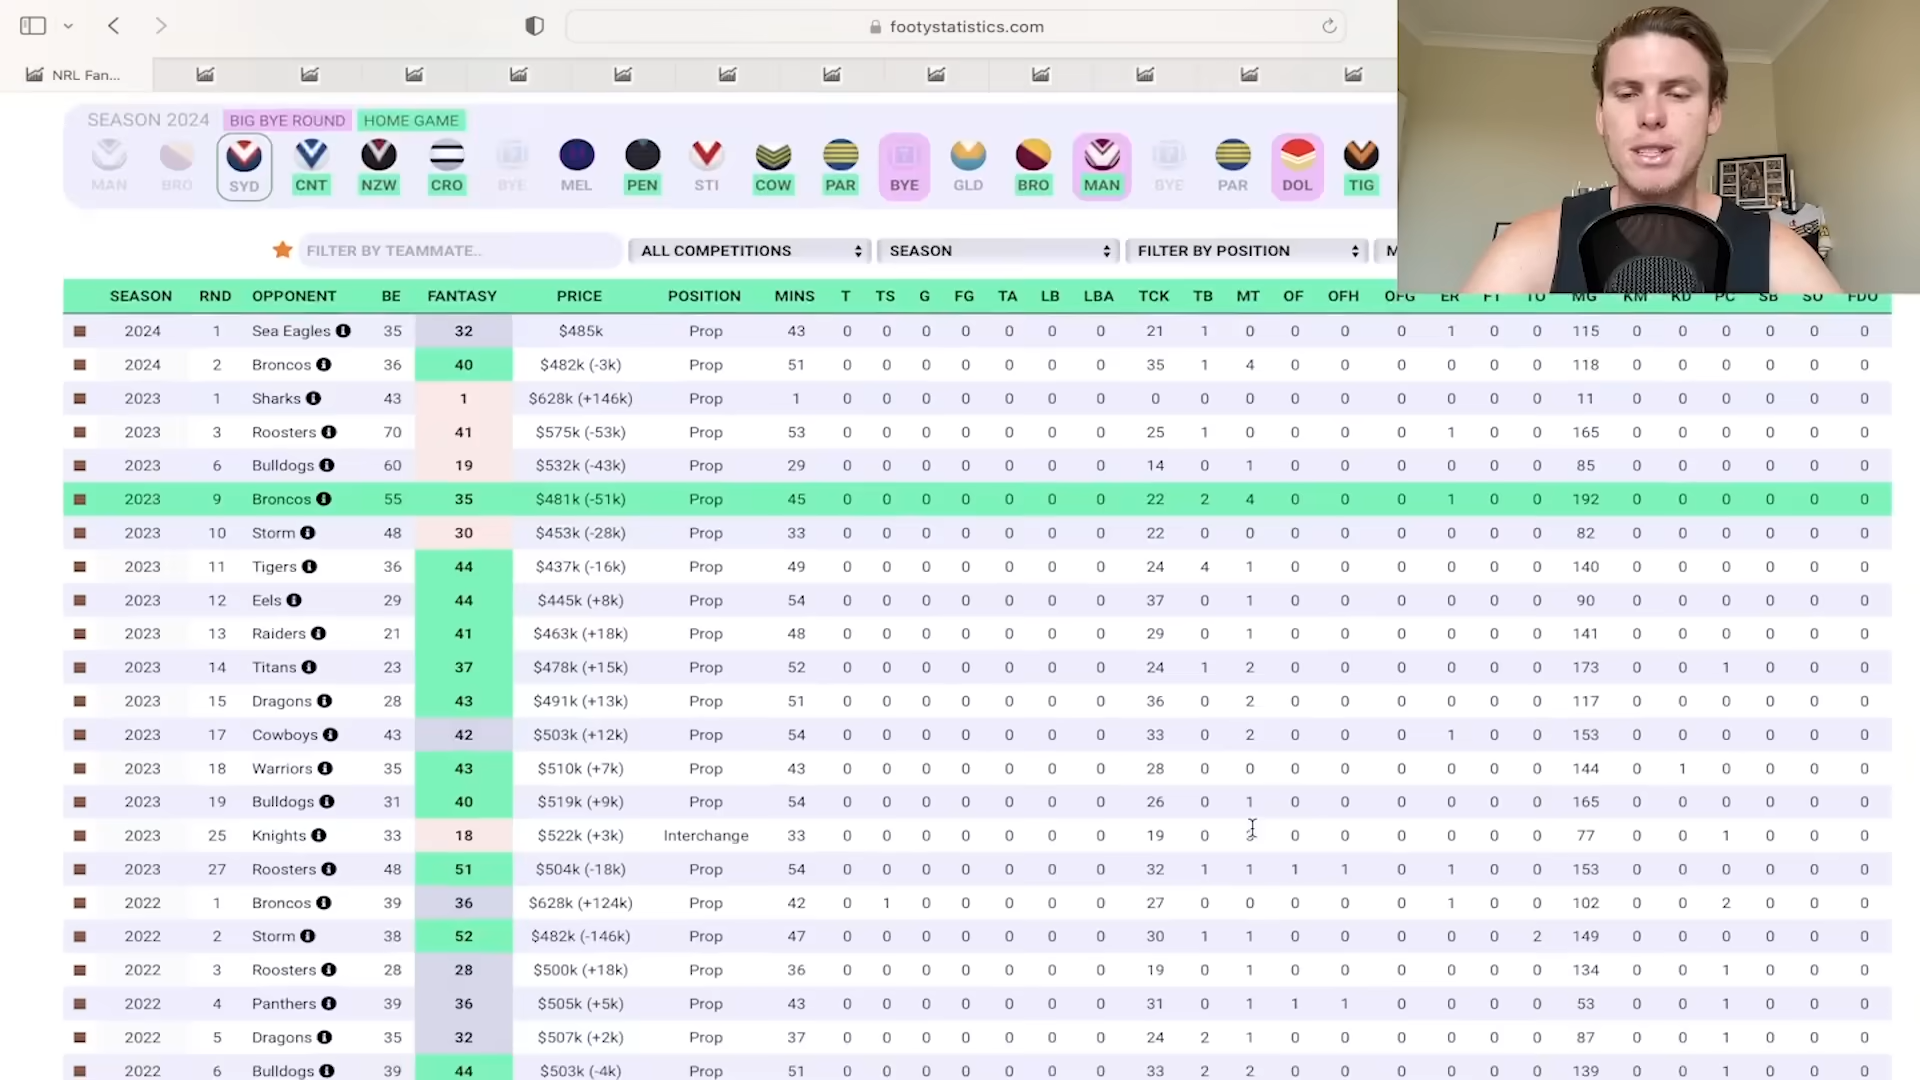 footystatistics.com
NRL Fan...
SEASON 2024 BIG BYE ROUND HOME GAME
MAN BRO SYD CNT NZW CRO BYE MEL PEN STI COW PAR BYE GLD BRO MAN BYE PAR DOL TIG
FILTER BY TEAMMATE.. ALL COMPETITIONS SEASON FILTER BY POSITION M
SEASON RND OPPONENT BE FANTASY PRICE POSITION MINS T TS G FG TA LB LBA TCK TB MT OF OFH OFG ER FT TO MG KM KD PC SB SO FDO
2024 1 Sea Eagles 35 32 $485k Prop 43 0 0 0 0 0 0 0 21 1 0 0 0 0 1 0 0 115 0 0 0 0 0 0
2024 2 Broncos 36 40 $482k (-3k) Prop 51 0 0 0 0 0 0 0 35 1 4 0 0 0 0 0 0 118 0 0 0 0 0 0
2023 1 Sharks 43 1 $628k (+146k) Prop 1 0 0 0 0 0 0 0 0 0 0 0 0 0 0 0 0 11 0 0 0 0 0 0
2023 3 Roosters 70 41 $575k (-53k) Prop 53 0 0 0 0 0 0 0 25 1 0 0 0 0 1 0 0 165 0 0 0 0 0 0
2023 6 Bulldogs 60 19 $532k (-43k) Prop 29 0 0 0 0 0 0 0 14 0 1 0 0 0 0 0 0 85 0 0 0 0 0 0
2023 9 Broncos 55 35 $481k (-51k) Prop 45 0 0 0 0 0 0 0 22 2 4 0 0 0 1 0 0 192 0 0 0 0 0 0
2023 10 Storm 48 30 $453k (-28k) Prop 33 0 0 0 0 0 0 0 22 0 0 0 0 0 0 0 0 82 0 0 0 0 0 0
2023 11 Tigers 36 44 $437k (-16k) Prop 49 0 0 0 0 0 0 0 24 4 1 0 0 0 0 0 0 140 0 0 0 0 0 0
2023 12 Eels 29 44 $445k (+8k) Prop 54 0 0 0 0 0 0 0 37 0 1 0 0 0 0 0 0 90 0 0 0 0 0 0
2023 13 Raiders 21 41 $463k (+18k) Prop 48 0 0 0 0 0 0 0 29 0 1 0 0 0 0 0 0 141 0 0 0 0 0 0
2023 14 Titans 23 37 $478k (+15k) Prop 52 0 0 0 0 0 0 0 24 1 2 0 0 0 0 0 0 173 0 0 1 0 0 0
2023 15 Dragons 28 43 $491k (+13k) Prop 51 0 0 0 0 0 0 0 36 0 2 0 0 0 0 0 0 117 0 0 0 0 0 0
2023 17 Cowboys 43 42 $503k (+12k) Prop 54 0 0 0 0 0 0 0 33 0 2 0 0 0 1 0 0 153 0 0 0 0 0 0
2023 18 Warriors 35 43 $510k (+7k) Prop 43 0 0 0 0 0 0 0 28 0 0 0 0 0 0 0 0 144 0 1 0 0 0 0
2023 19 Bulldogs 31 40 $519k (+9k) Prop 54 0 0 0 0 0 0 0 26 0 1 0 0 0 0 0 0 165 0 0 0 0 0 0
2023 25 Knights 33 18 $522k (+3k) Interchange 33 0 0 0 0 0 0 0 19 0 0 0 0 0 0 0 77 0 0 1 0 0 0
2023 27 Roosters 48 51 $504k (-18k) Prop 54 0 0 0 0 0 0 0 32 1 1 1 1 0 1 0 0 153 0 0 0 0 0 0
2022 1 Broncos 39 36 $628k (+124k) Prop 42 0 1 0 0 0 0 0 27 0 0 0 0 0 1 0 0 102 0 0 2 0 0 0
2022 2 Storm 38 52 $482k (-146k) Prop 47 0 0 0 0 0 0 0 30 1 1 0 0 0 0 0 2 149 0 0 0 0 0 0
2022 3 Roosters 28 28 $500k (+18k) Prop 36 0 0 0 0 0 0 0 19 0 1 0 0 0 0 0 0 134 0 0 1 0 0 0
2022 4 Panthers 39 36 $505k (+5k) Prop 43 0 0 0 0 0 0 0 31 0 1 1 1 0 0 0 0 53 0 0 1 0 0 0
2022 5 Dragons 35 32 $507k (+2k) Prop 37 0 0 0 0 0 0 0 24 2 1 0 0 0 0 0 0 87 0 0 1 0 0 0
2022 6 Bulldogs 39 44 $503k (-4k) Prop 51 0 0 0 0 0 0 0 33 2 2 0 0 0 0 0 0 139 0 0 1 0 0 0